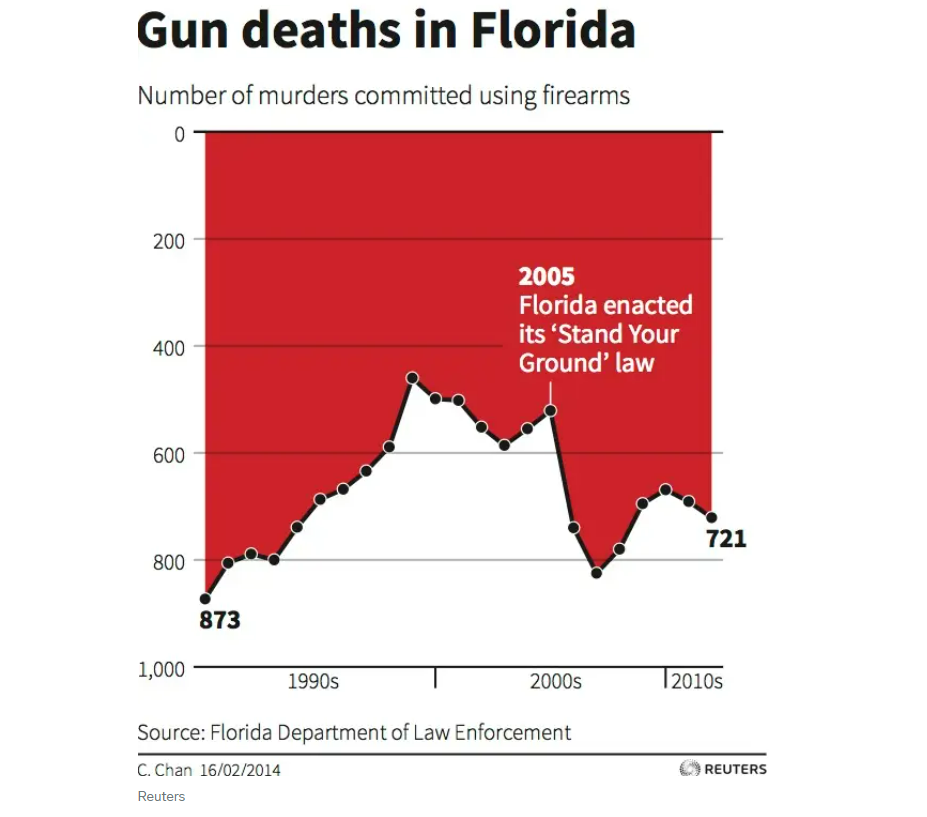 Gun deaths in Florida
Number of murders committed using firearms
0
200
400
600
800
1,000
2005
Florida enacted
its ‘Stand Your
Ground’ law
873
721
1990s
2000s
2010s
Source: Florida Department of Law Enforcement
C. Chan 16/02/2014
REUTERS
Reuters